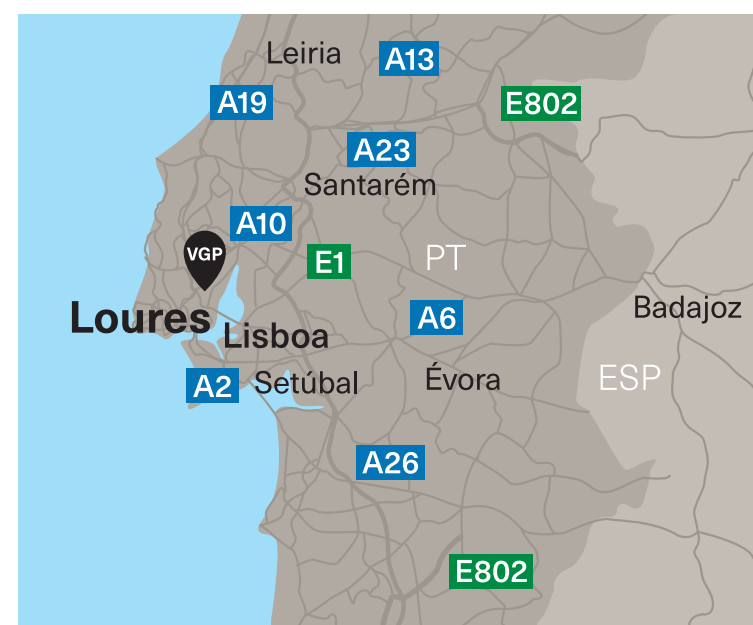 Leiria
A13
A19
E802
A23
Santarém
A10
VGP
E1
PT
Loures
Lisboa
A6
Badajoz
A2
Setúbal
Évora
ESP
A26
E802